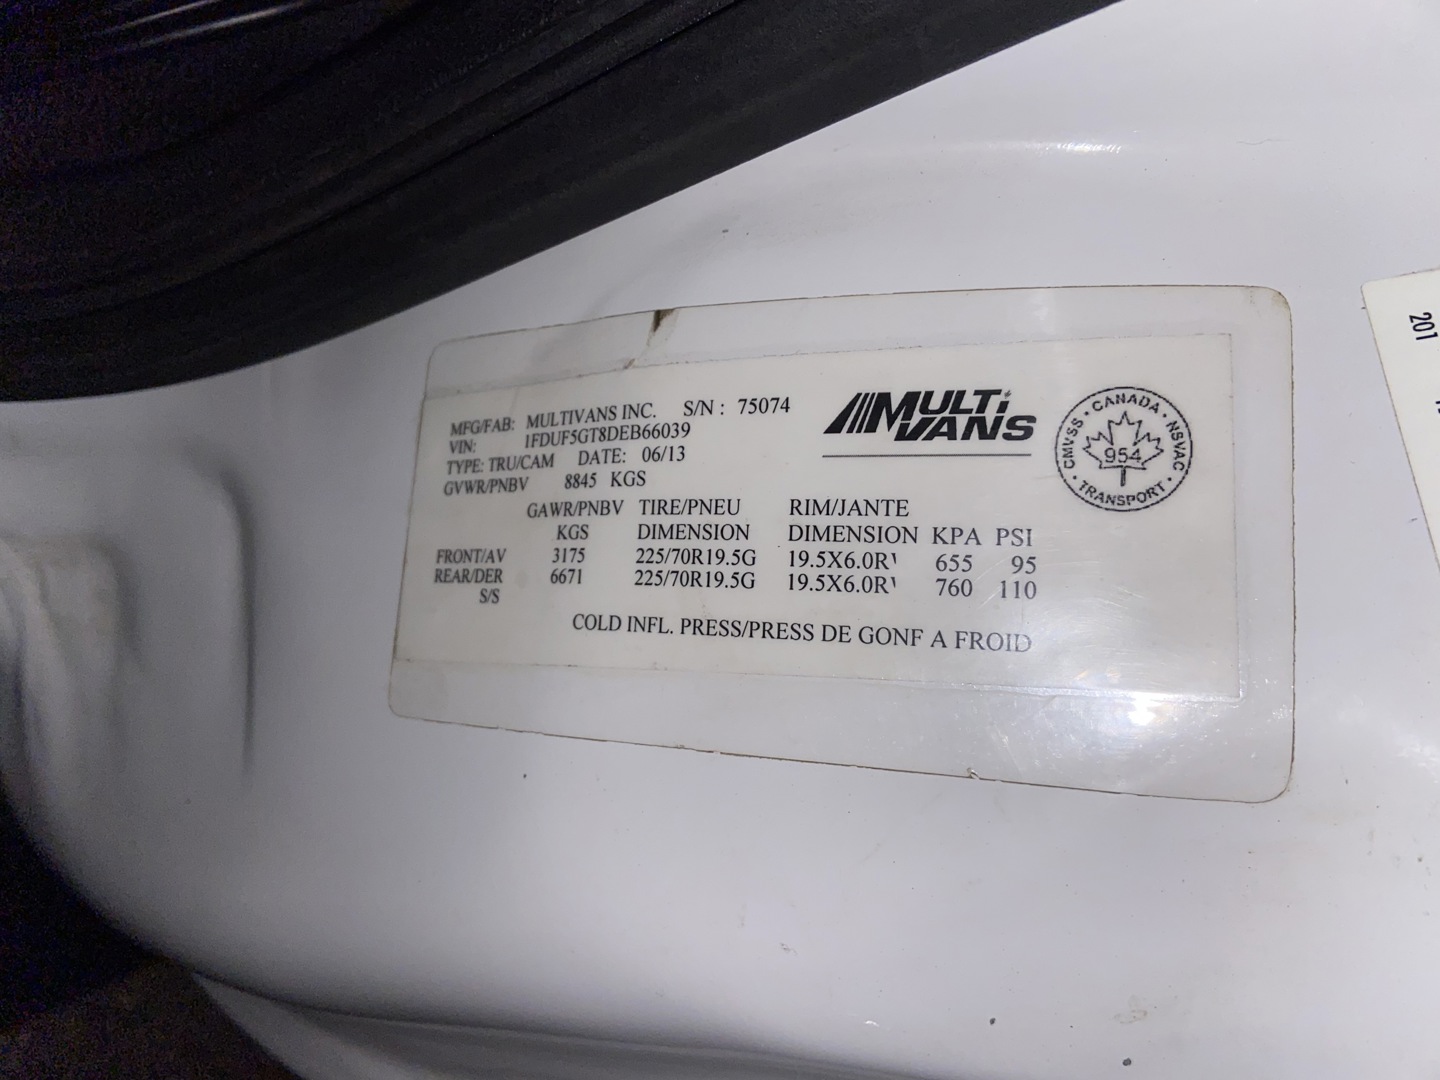 MFG/FAB: MULTIVANS INC. S/N : 75074
VIN: 1FDUF5GT8DEB66039
TYPE: TRU/CAM DATE: 06/13
GVWR/PNBV 8845 KGS
GAWR/PNBV TIRE/PNEU RIM/JANTE
KGS DIMENSION DIMENSION KPA PSI
FRONT/AV 3175 225/70R19.5G 19.5X6.0R 655 95
REAR/DER 6671 225/70R19.5G 19.5X6.0R 760 110
S/S
COLD INFL. PRESS/PRESS DE GONF A FROID
MULTI
VANS
CMVSS · CANADA · NSVAC
954
· TRANSPORT ·
201